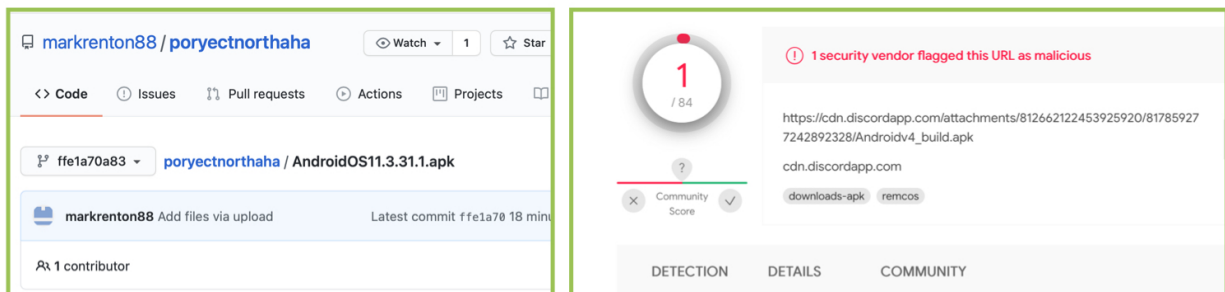 markrenton88 / poryectnorthaha
Watch 1 Star
Code Issues Pull requests Actions Projects
ffe1a70a83 poryectnorthaha / AndroidOS11.3.31.1.apk
markrenton88 Add files via upload Latest commit ffe1a70 18 minu
1 contributor
1
/ 84
?
Community
Score
1 security vendor flagged this URL as malicious
https://cdn.discordapp.com/attachments/812662122453925920/81785927
7242892328/Androidv4_build.apk
cdn.discordapp.com
downloads-apk remcos
DETECTION DETAILS COMMUNITY